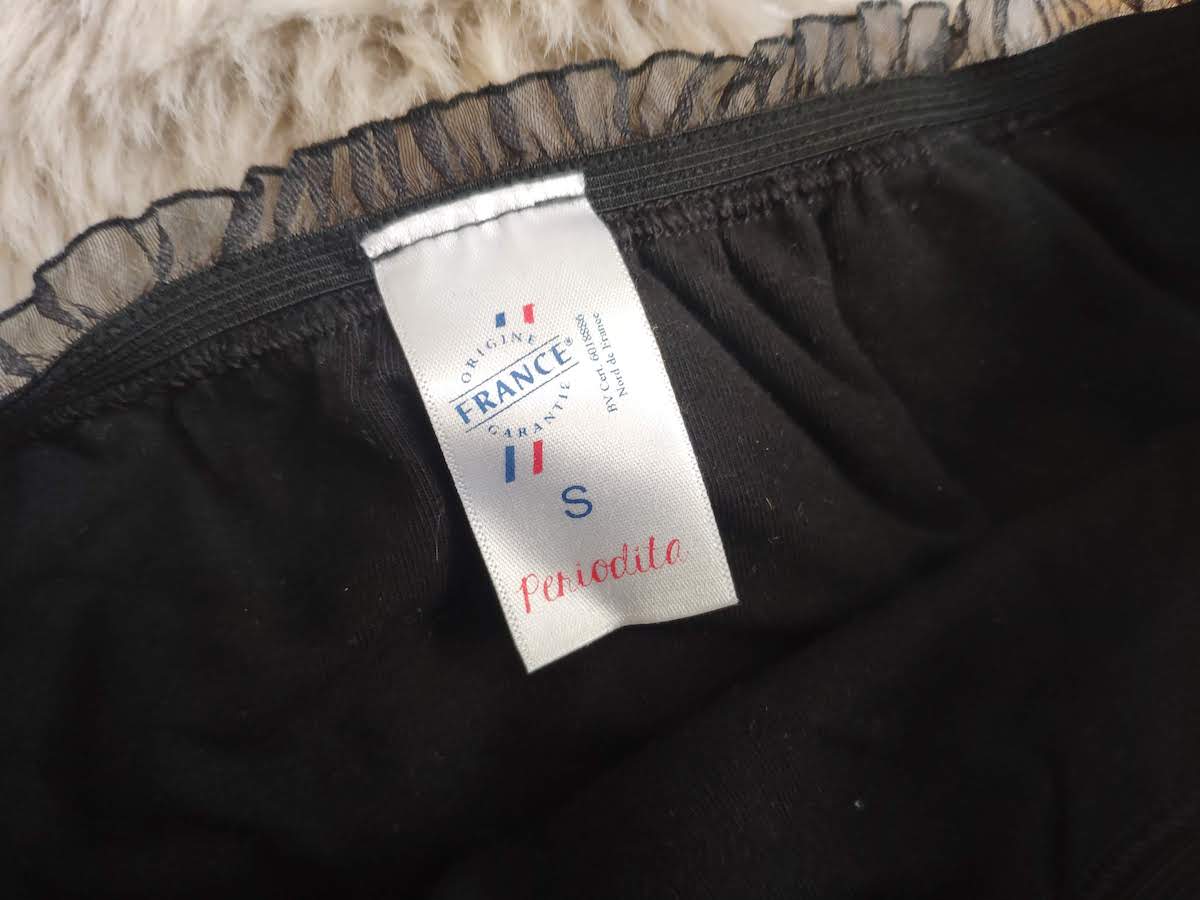 ORIGINE
FRANCE®
GARANTIE
BV Cert. 6018886
Nord de France
S
Periodita